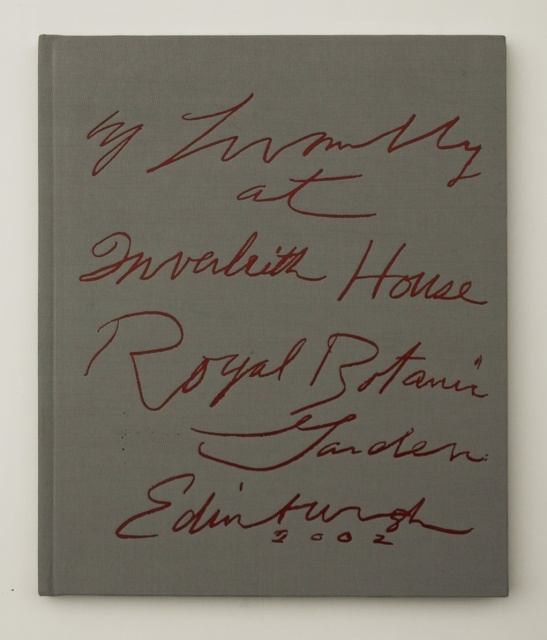 Cy Twombly
at
Inverleith House
Royal Botanic
Garden
Edinburgh
2002